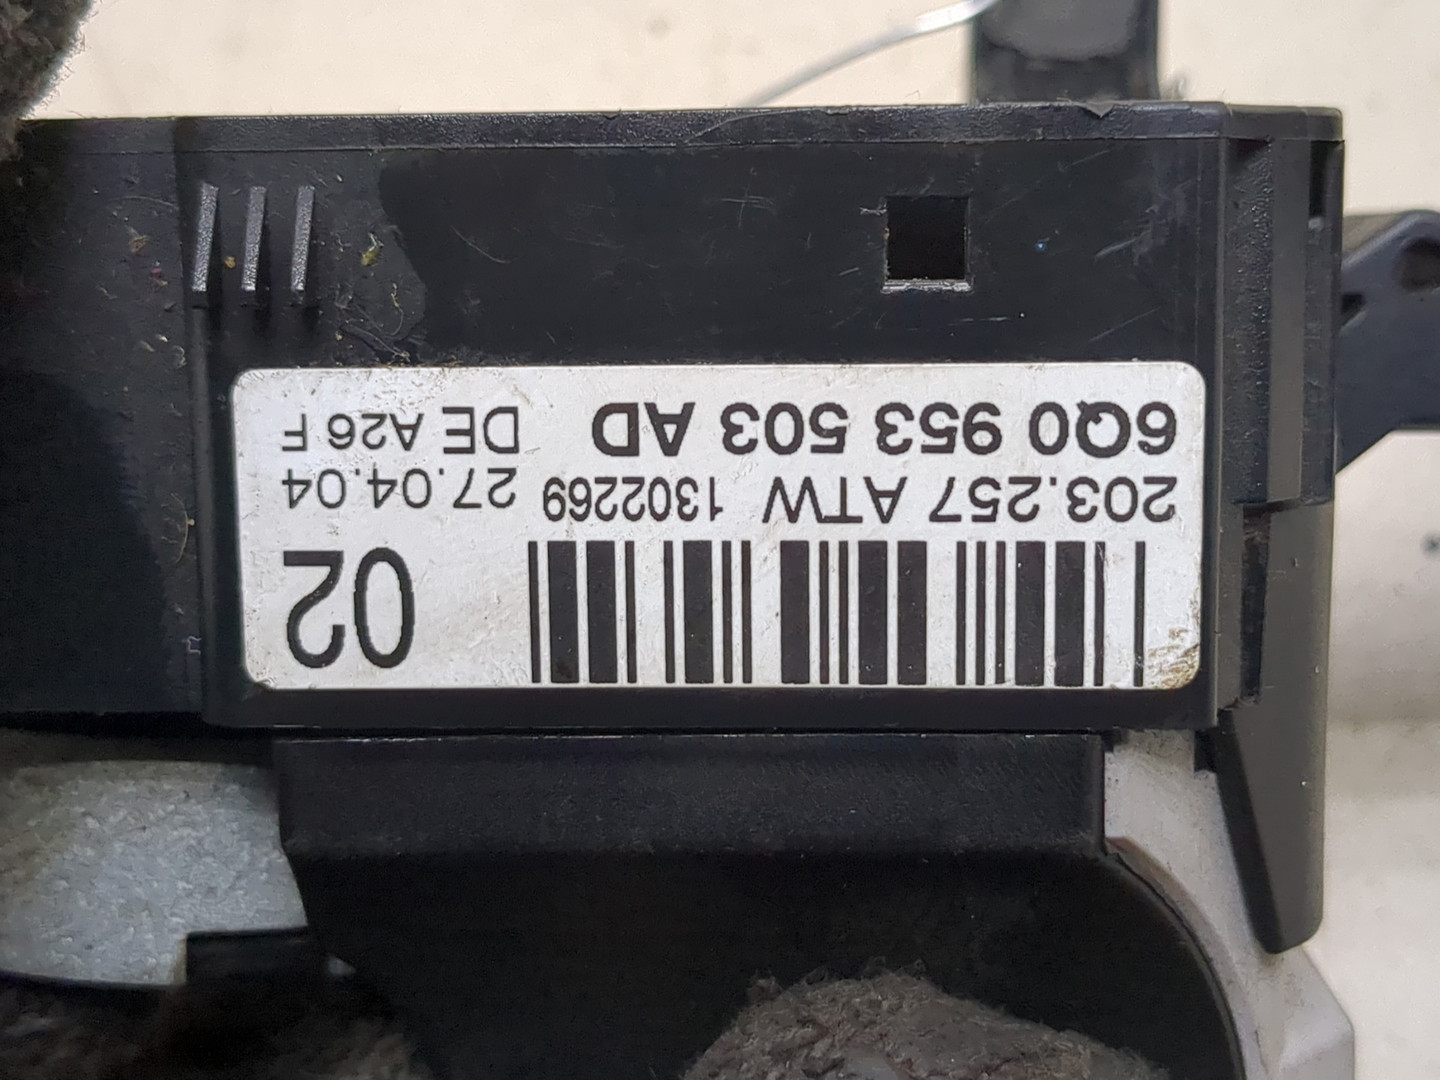 02
203.257 ATW 1302269 27.04.04
6Q0 953 503 AD DE A26 F